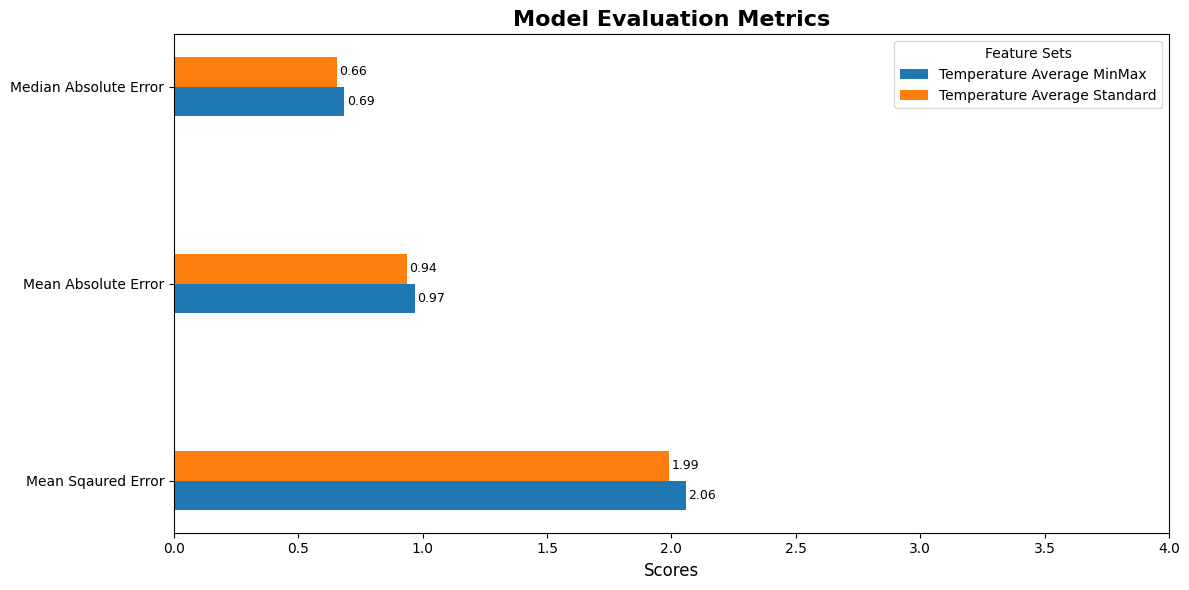 Model Evaluation Metrics
Feature Sets
Temperature Average MinMax
Temperature Average Standard
Median Absolute Error
0.66
0.69
Mean Absolute Error
0.94
0.97
Mean Sqaured Error
1.99
2.06
0.0 0.5 1.0 1.5 2.0 2.5 3.0 3.5 4.0
Scores